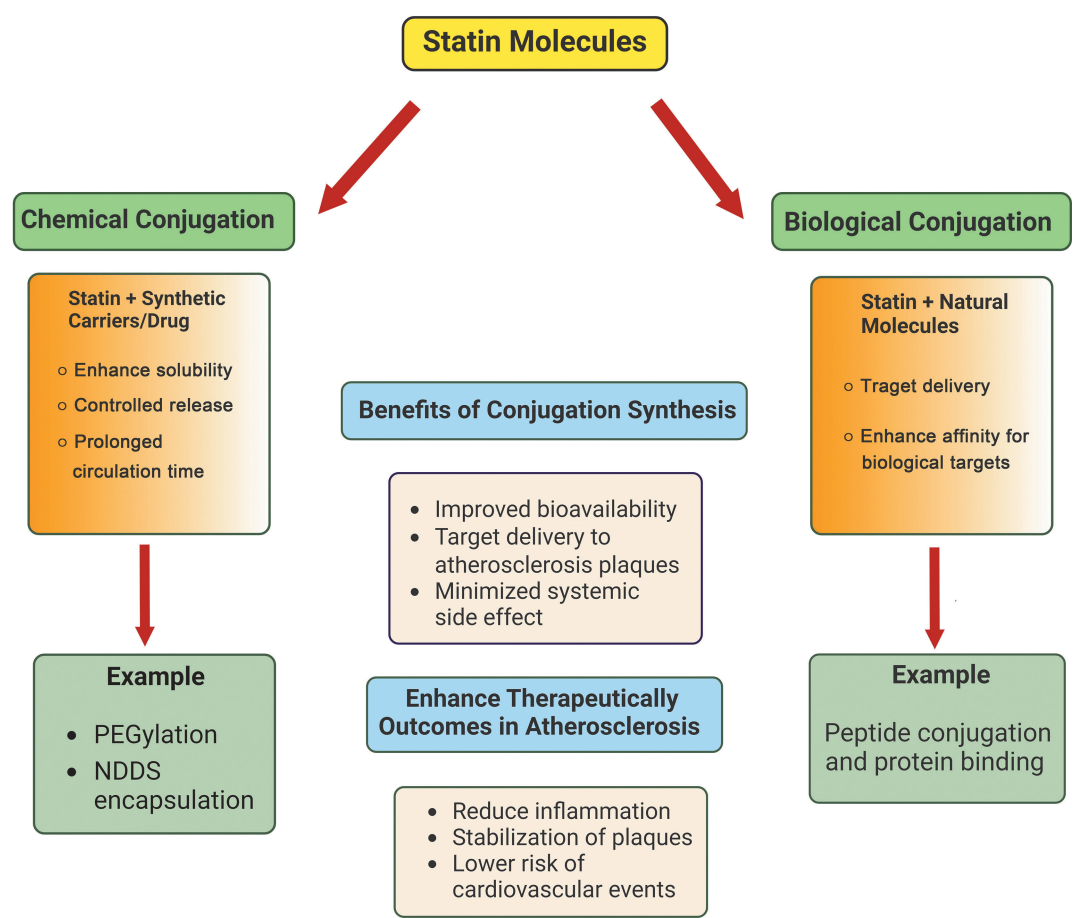 Statin Molecules
Chemical Conjugation
Statin + Synthetic
Carriers/Drug
○ Enhance solubility
○ Controlled release
○ Prolonged
circulation time
Example
• PEGylation
• NDDS
encapsulation
Benefits of Conjugation Synthesis
• Improved bioavailability
• Target delivery to
atherosclerosis plaques
• Minimized systemic
side effect
Enhance Therapeutically
Outcomes in Atherosclerosis
• Reduce inflammation
• Stabilization of plaques
• Lower risk of
cardiovascular events
Biological Conjugation
Statin + Natural
Molecules
○ Traget delivery
○ Enhance affinity for
biological targets
Example
Peptide conjugation
and protein binding